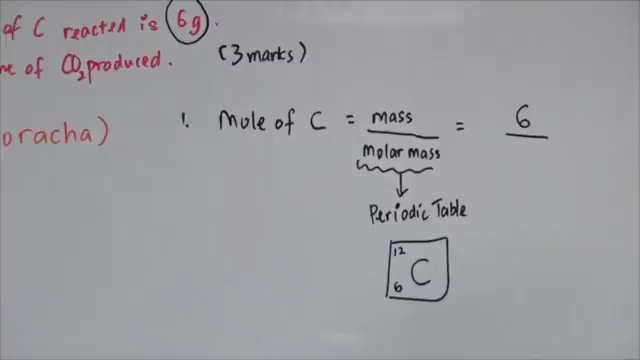 of C reacted is 6g.
me of CO2 produced.
(3 marks)
oracha)
1. Mole of C = mass = 6
molar mass
Periodic Table
12
C
6